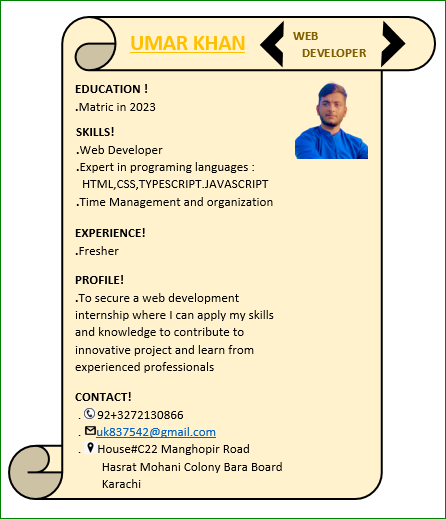 UMAR KHAN
WEB
DEVELOPER
EDUCATION !
.Matric in 2023
SKILLS!
.Web Developer
.Expert in programing languages :
HTML,CSS,TYPESCRIPT.JAVASCRIPT
.Time Management and organization
EXPERIENCE!
.Fresher
PROFILE!
.To secure a web development
internship where I can apply my skills
and knowledge to contribute to
innovative project and learn from
experienced professionals
CONTACT!
. 92+3272130866
. uk837542@gmail.com
. House#C22 Manghopir Road
Hasrat Mohani Colony Bara Board
Karachi